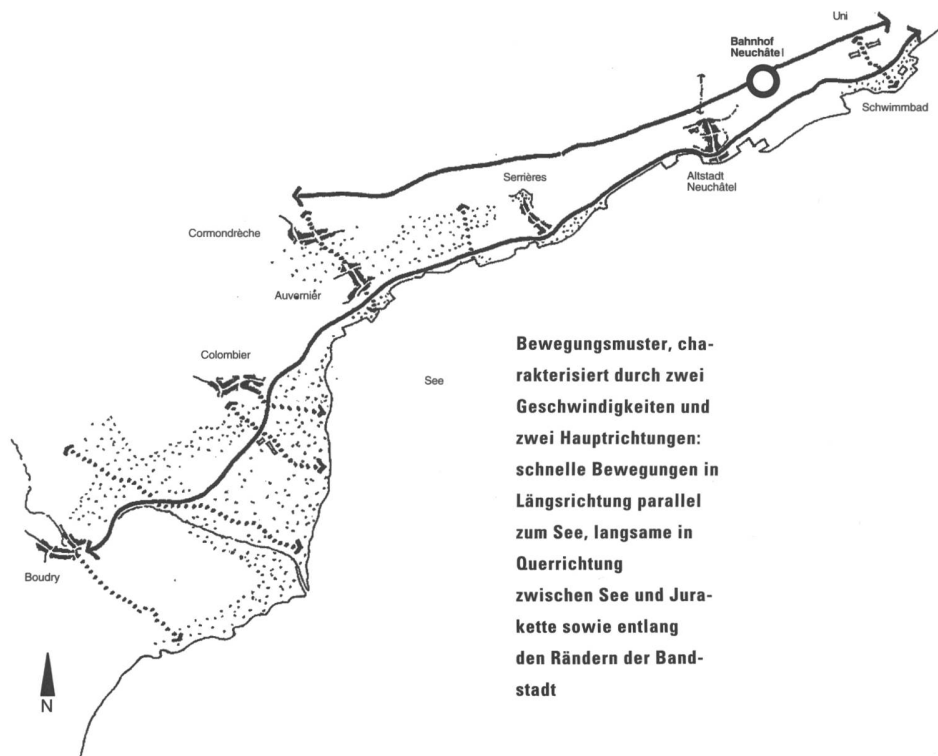 Uni
Bahnhof
Neuchâtel
Schwimmbad
Altstadt
Neuchâtel
Serrières
Cormondrèche
Auvernier
Colombier
See
Boudry
N
Bewegungsmuster, cha-
rakterisiert durch zwei
Geschwindigkeiten und
zwei Hauptrichtungen:
schnelle Bewegungen in
Längsrichtung parallel
zum See, langsame in
Querrichtung
zwischen See und Jura-
kette sowie entlang
den Rändern der Band-
stadt